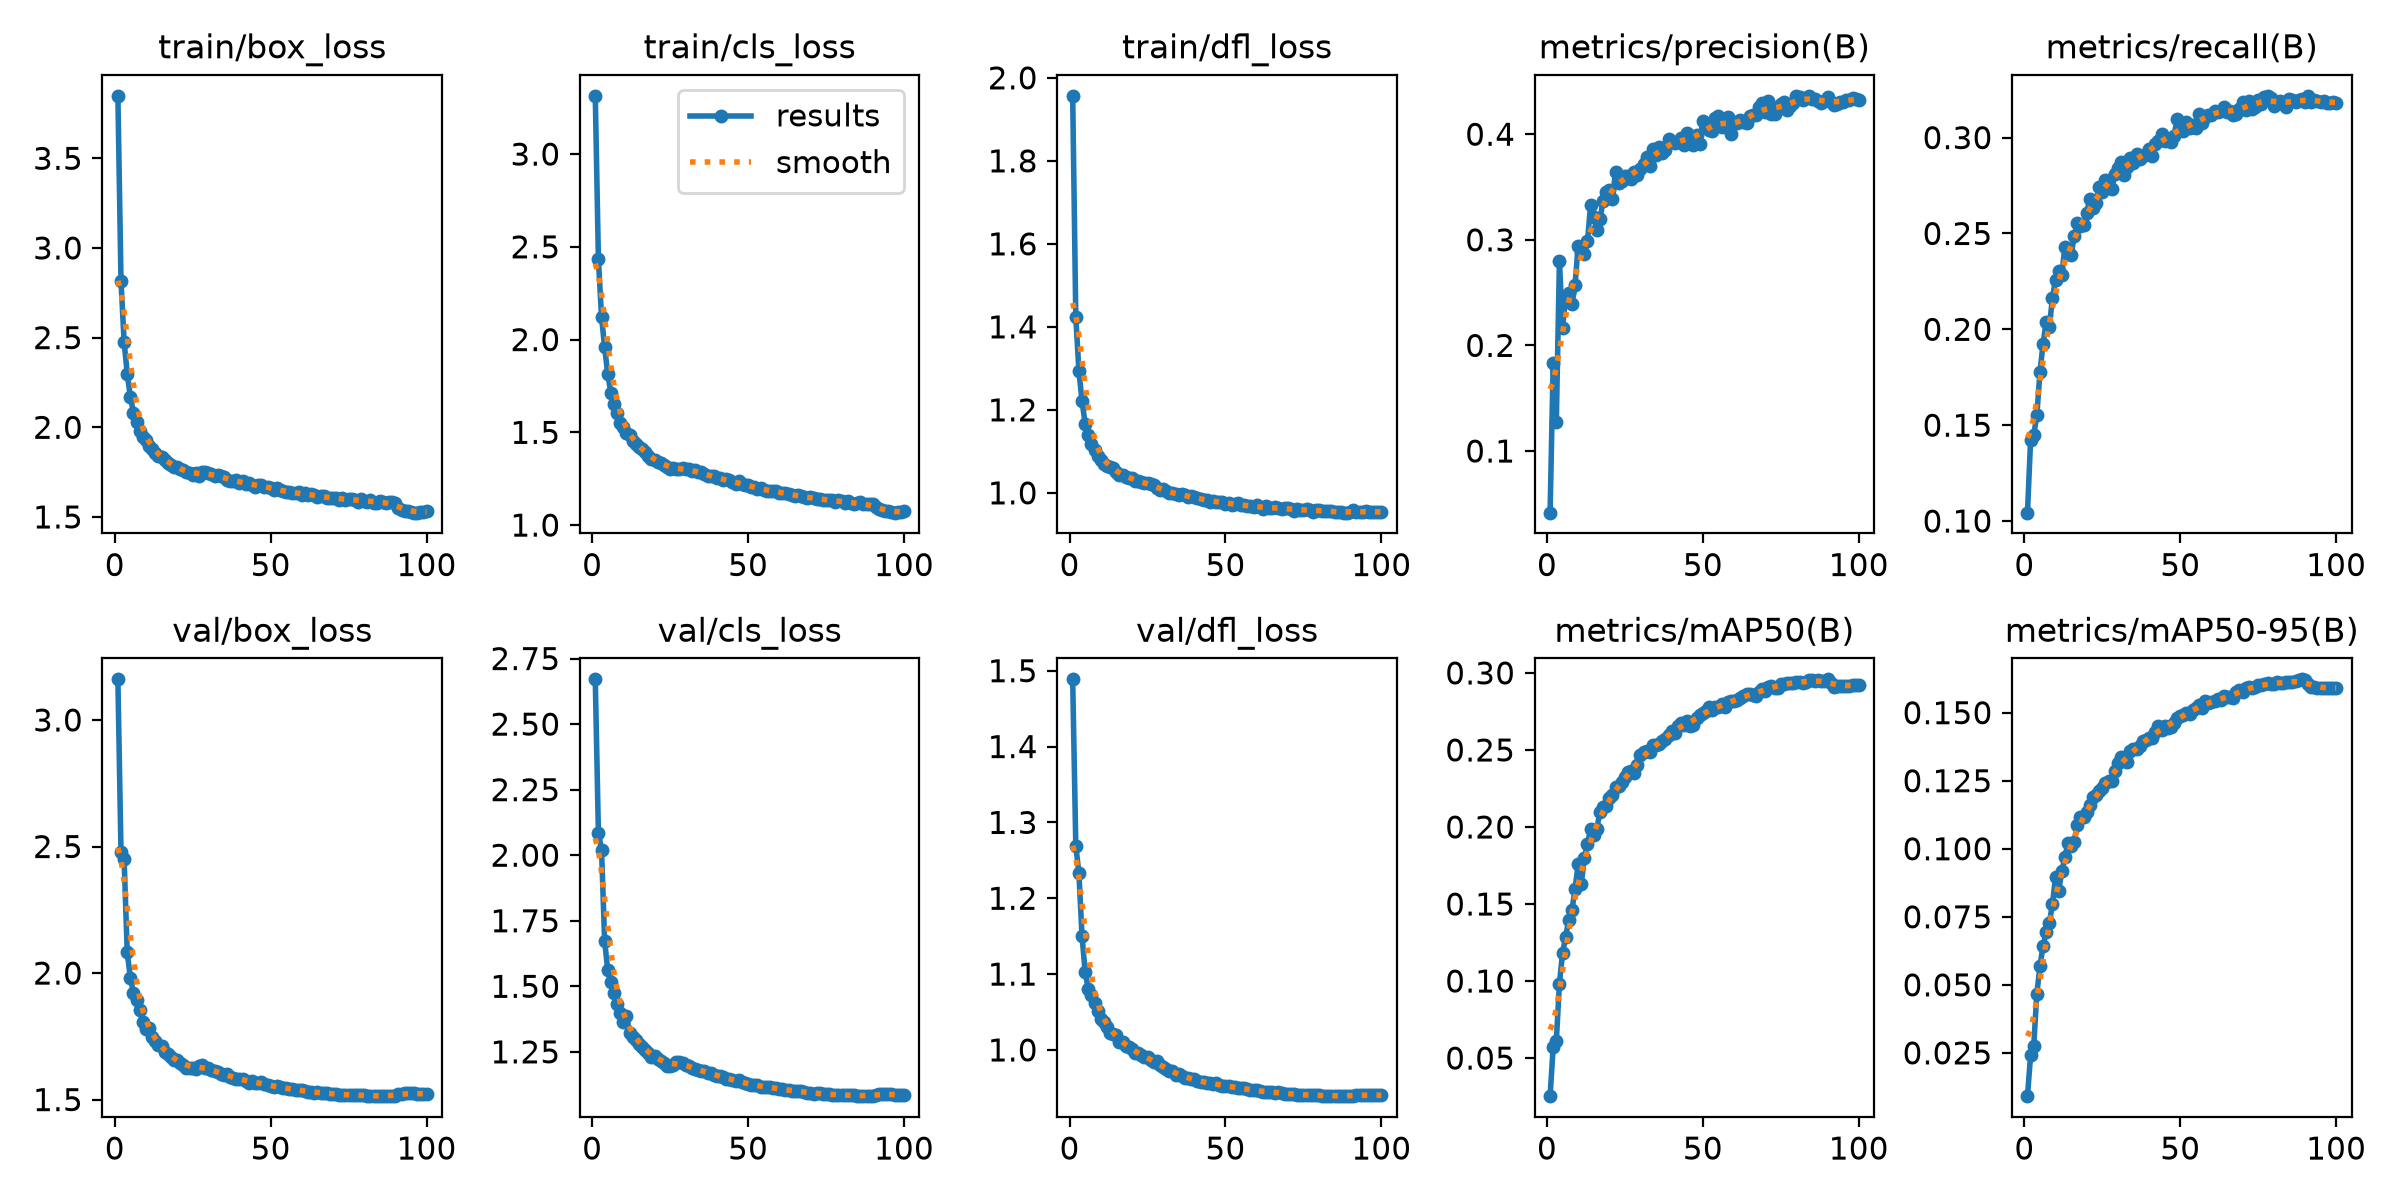 train/box_loss
3.5
3.0
2.5
2.0
1.5
0 50 100
train/cls_loss
results
smooth
3.0
2.5
2.0
1.5
1.0
0 50 100
train/dfl_loss
2.0
1.8
1.6
1.4
1.2
1.0
0 50 100
metrics/precision(B)
0.4
0.3
0.2
0.1
0 50 100
metrics/recall(B)
0.30
0.25
0.20
0.15
0.10
0 50 100
val/box_loss
3.0
2.5
2.0
1.5
0 50 100
val/cls_loss
2.75
2.50
2.25
2.00
1.75
1.50
1.25
0 50 100
val/dfl_loss
1.5
1.4
1.3
1.2
1.1
1.0
0 50 100
metrics/mAP50(B)
0.30
0.25
0.20
0.15
0.10
0.05
0 50 100
metrics/mAP50-95(B)
0.150
0.125
0.100
0.075
0.050
0.025
0 50 100